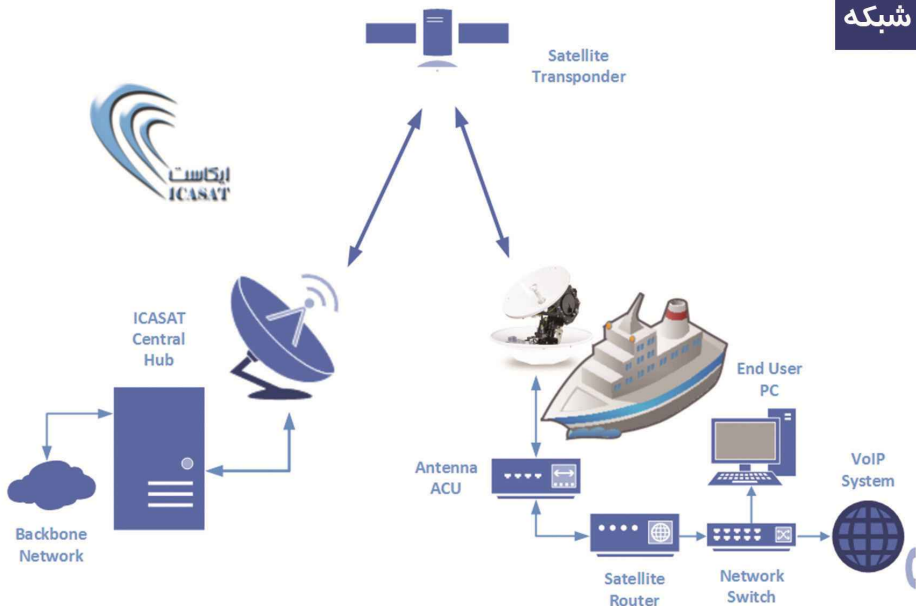 شبکه
Satellite
Transponder
ایکاست
ICASAT
ICASAT
Central
Hub
End User
PC
Antenna
ACU
VoIP
System
Backbone
Network
Satellite
Router
Network
Switch